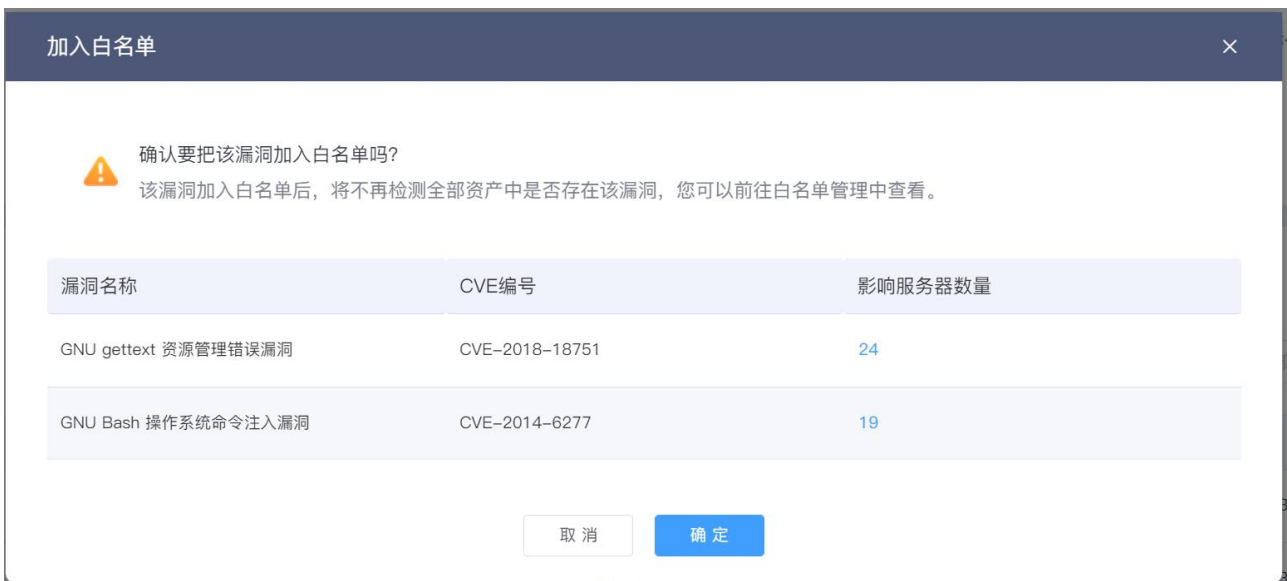 加入白名单
确认要把该漏洞加入白名单吗?
该漏洞加入白名单后，将不再检测全部资产中是否存在该漏洞，您可以前往白名单管理中查看。
漏洞名称 CVE编号 影响服务器数量
GNU gettext 资源管理错误漏洞 CVE-2018-18751 24
GNU Bash 操作系统命令注入漏洞 CVE-2014-6277 19
取消 确定